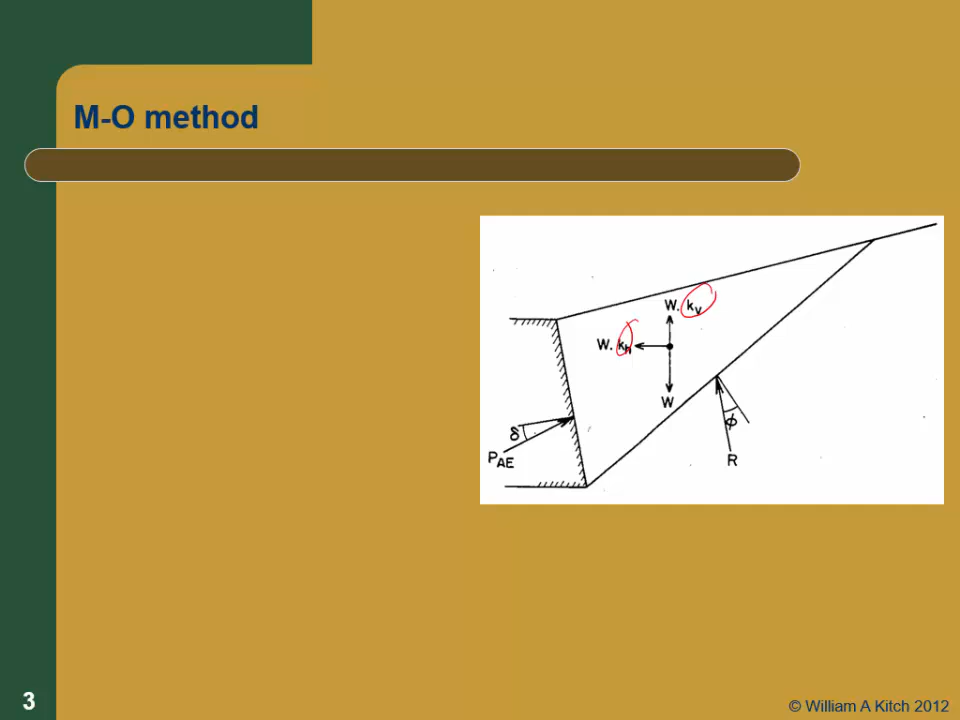 M-O method
W. kv
W. kh
W
δ
PAE
ϕ
R
3
© William A Kitch 2012